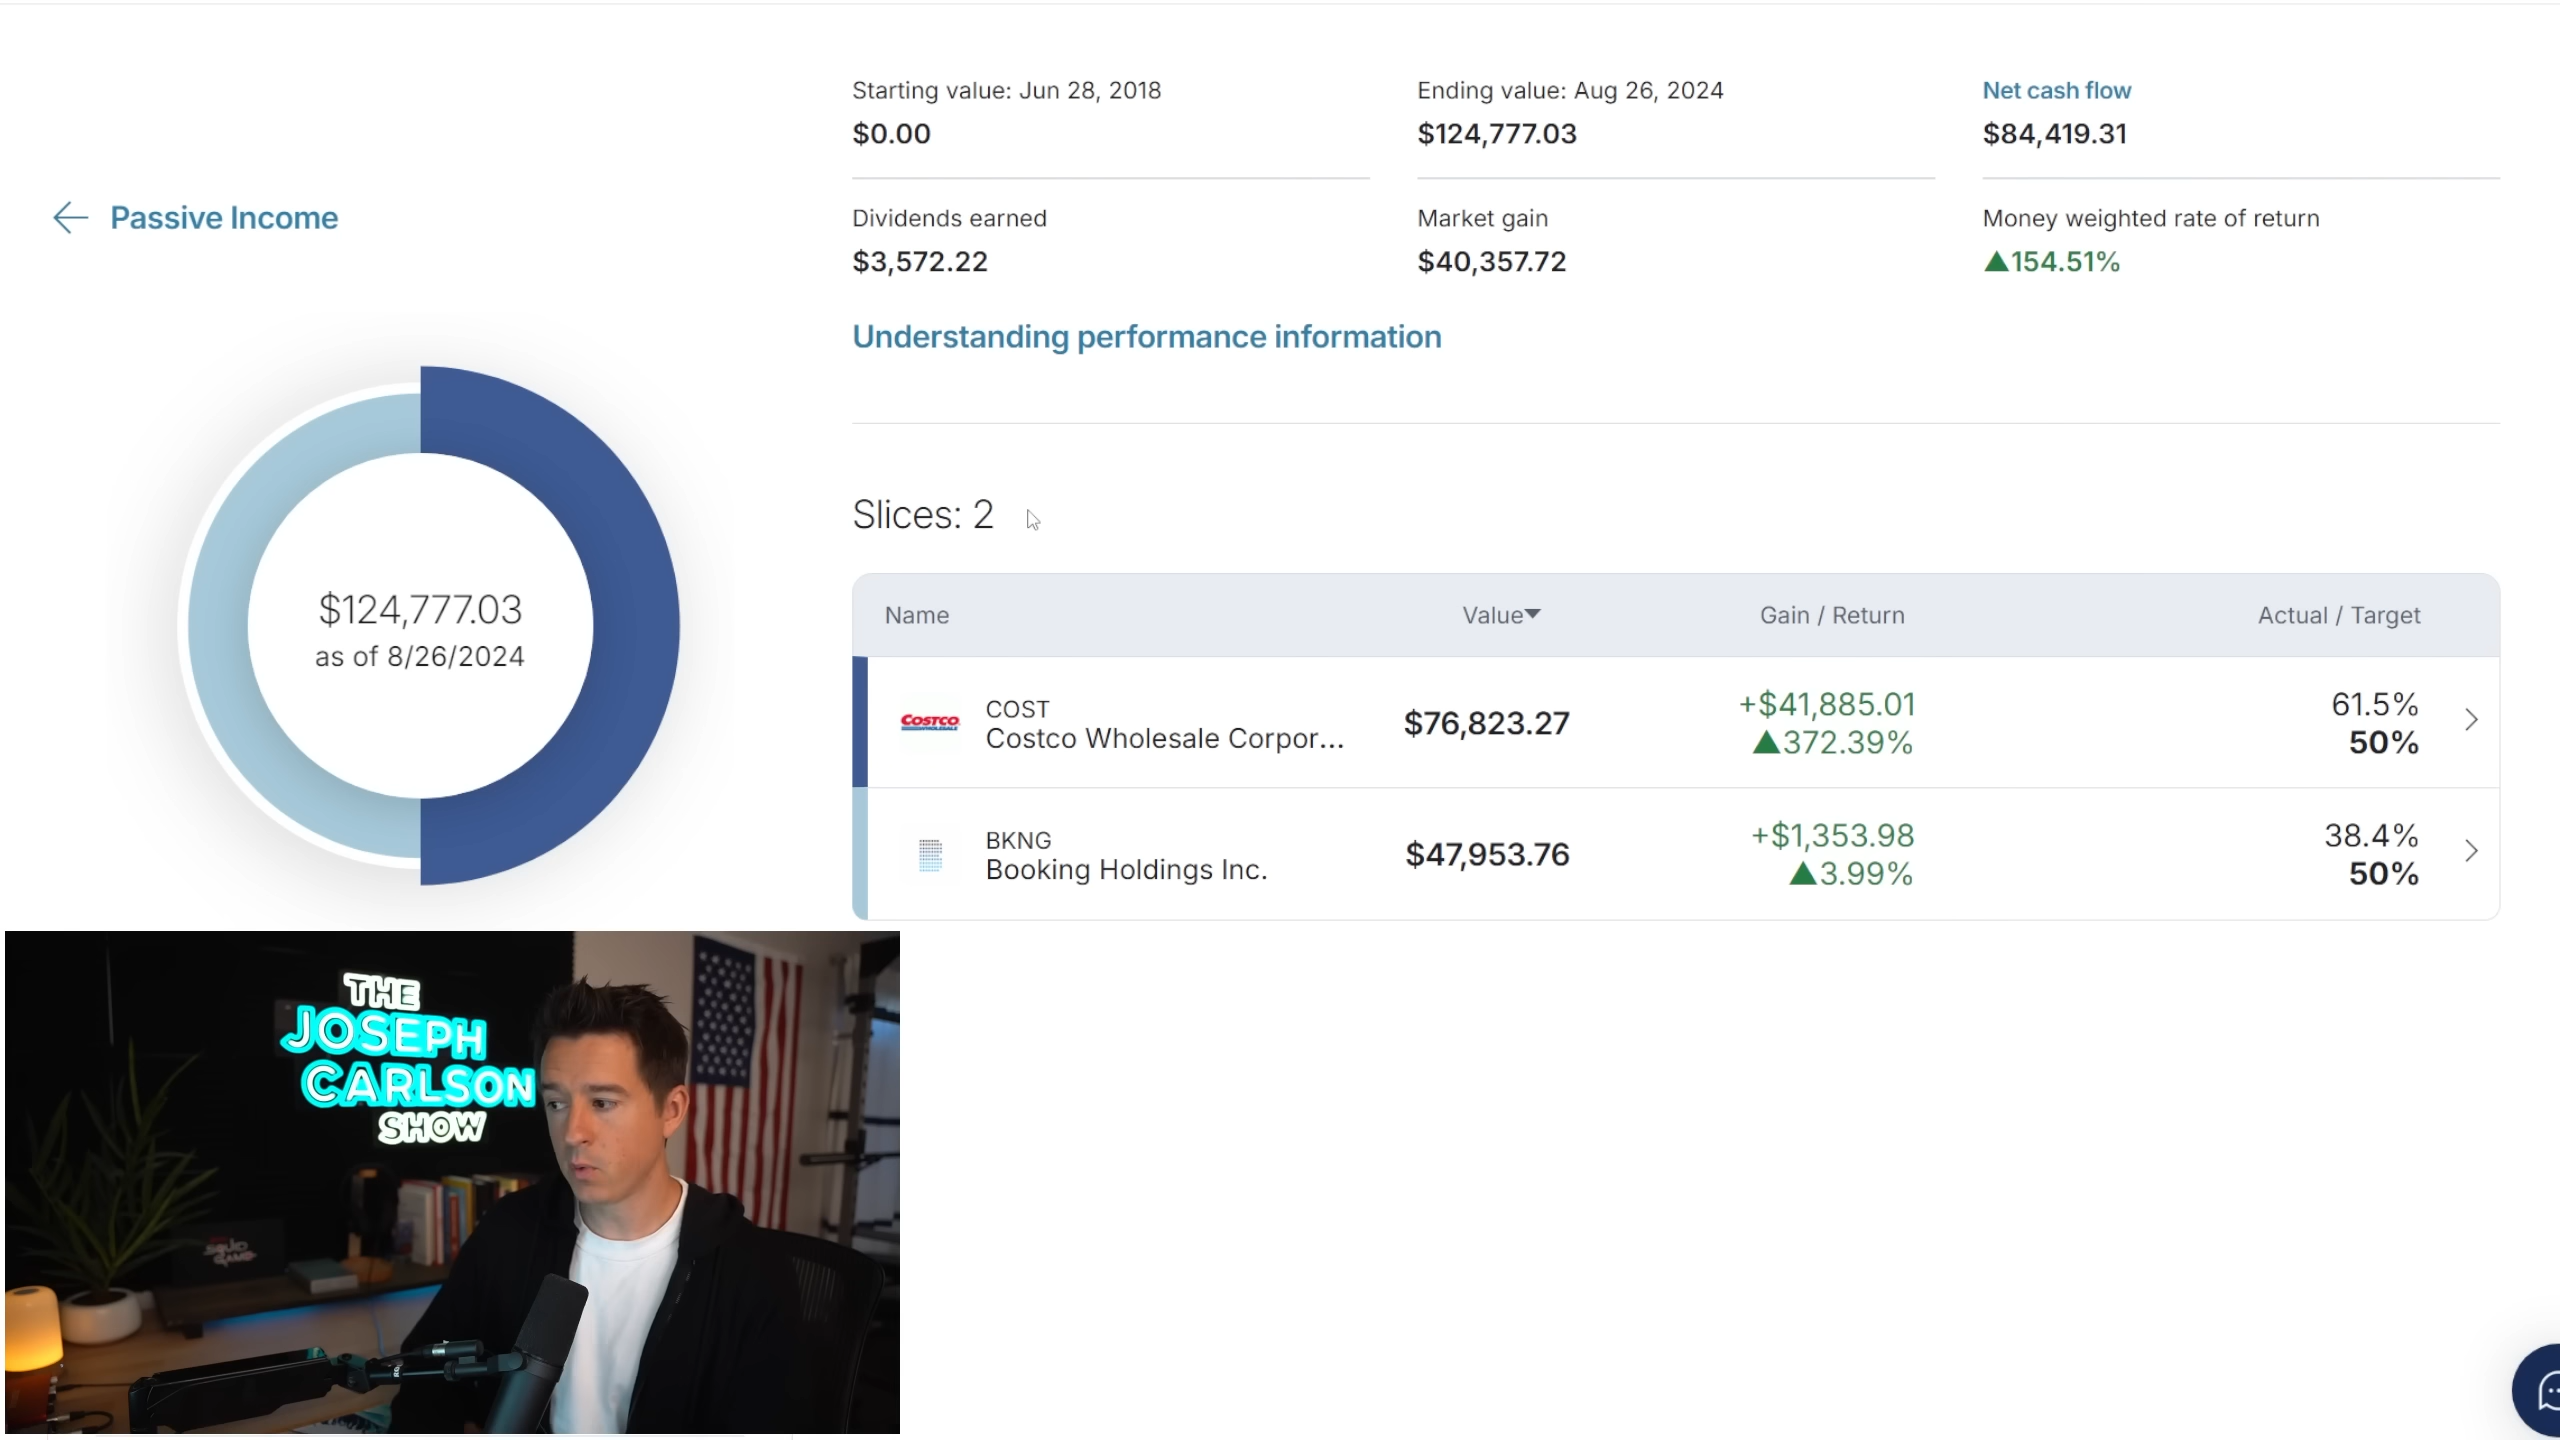 Starting value: Jun 28, 2018
$0.00
Ending value: Aug 26, 2024
$124,777.03
Net cash flow
$84,419.31
Passive Income
Dividends earned
$3,572.22
Market gain
$40,357.72
Money weighted rate of return
▲154.51%
Understanding performance information
$124,777.03
as of 8/26/2024
Slices: 2
Name
Value
Gain / Return
Actual / Target
COSTCO
WHOLESALE
COST
Costco Wholesale Corpor...
$76,823.27
+$41,885.01
▲372.39%
61.5%
50%
BKNG
Booking Holdings Inc.
$47,953.76
+$1,353.98
▲3.99%
38.4%
50%
THE
JOSEPH
CARLSON
SHOW